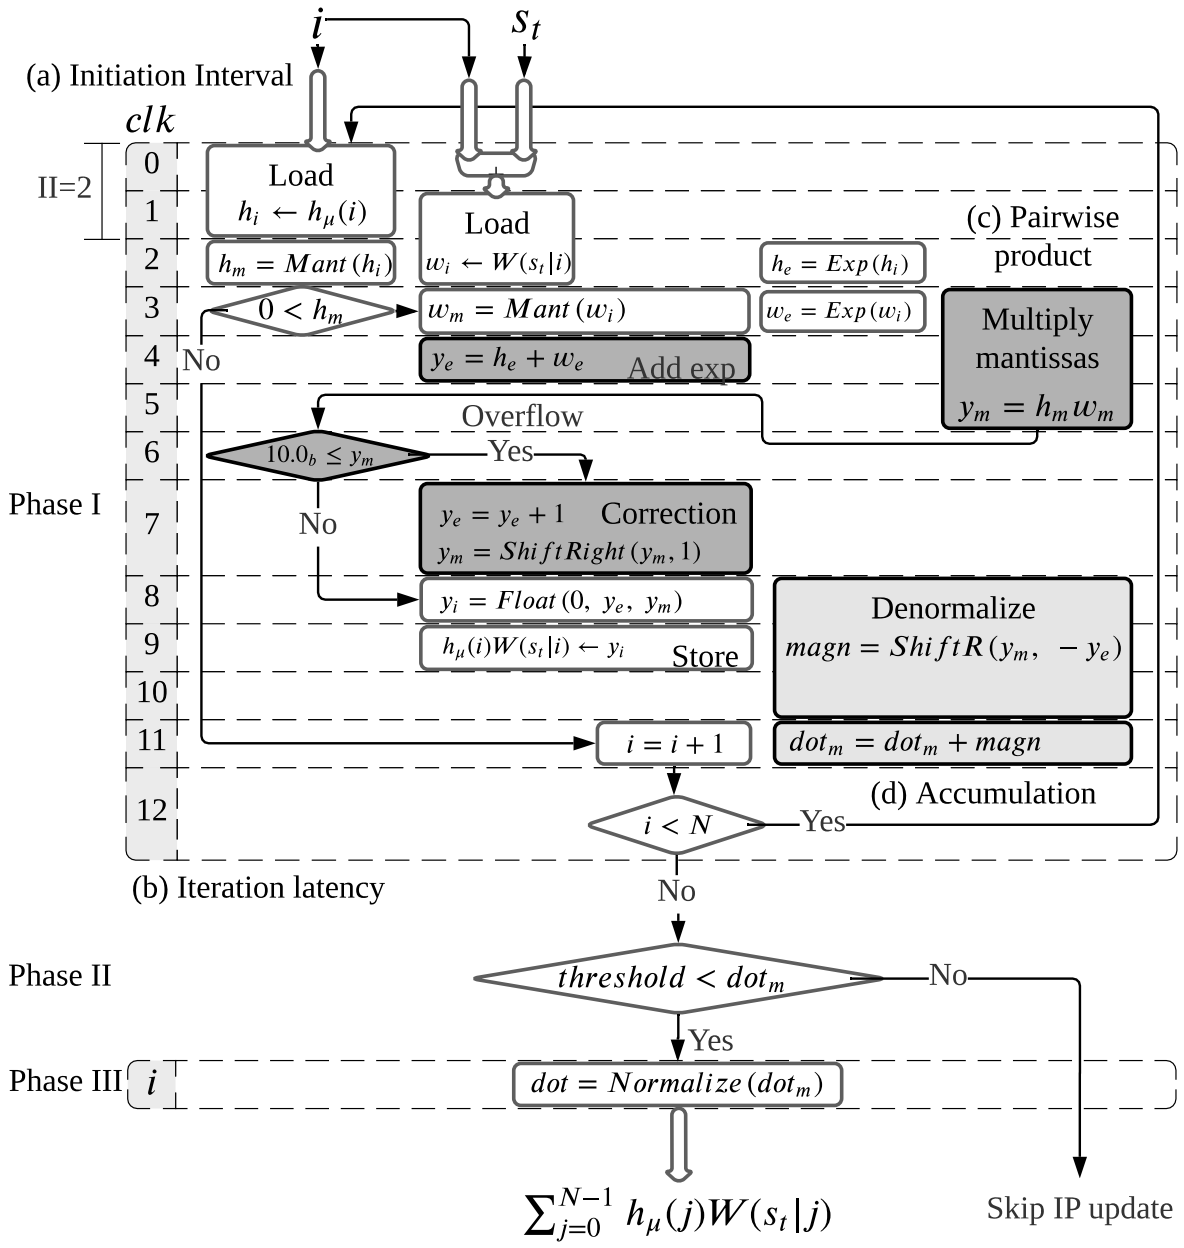 i
s_t
(a) Initiation Interval
clk
0
Load
II=2
1
h_i ← h_μ(i)
Load
(c) Pairwise
product
2
h_m = Mant(h_i)
w_i ← W(s_t|i)
h_e = Exp(h_i)
3
0 < h_m
w_m = Mant(w_i)
w_e = Exp(w_i)
Multiply
mantissas
y_m = h_m w_m
No
4
y_e = h_e + w_e
Add exp
5
Overflow
6
10.0_b ≤ y_m
Yes
Phase I
No
7
y_e = y_e + 1
Correction
y_m = ShiftRight(y_m, 1)
8
y_i = Float(0, y_e, y_m)
Denormalize
magn = ShiftR(y_m, − y_e)
9
h_μ(i)W(s_t|i) ← y_i
Store
10
11
i = i + 1
dot_m = dot_m + magn
(d) Accumulation
12
i < N
Yes
(b) Iteration latency
No
Phase II
threshold < dot_m
No
Yes
Phase III
i
dot = Normalize(dot_m)
∑_{j=0}^{N−1} h_μ(j)W(s_t|j)
Skip IP update